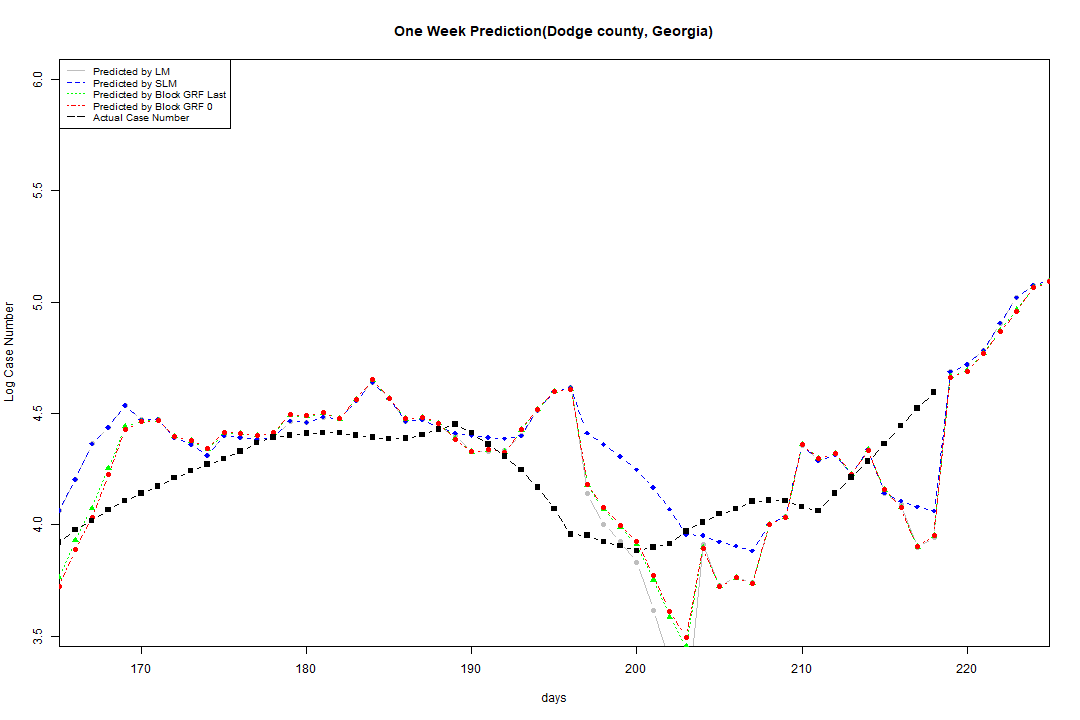 One Week Prediction(Dodge county, Georgia)
Predicted by LM
Predicted by SLM
Predicted by Block GRF Last
Predicted by Block GRF 0
Actual Case Number
6.0
5.5
5.0
4.5
4.0
3.5
Log Case Number
170 180 190 200 210 220
days